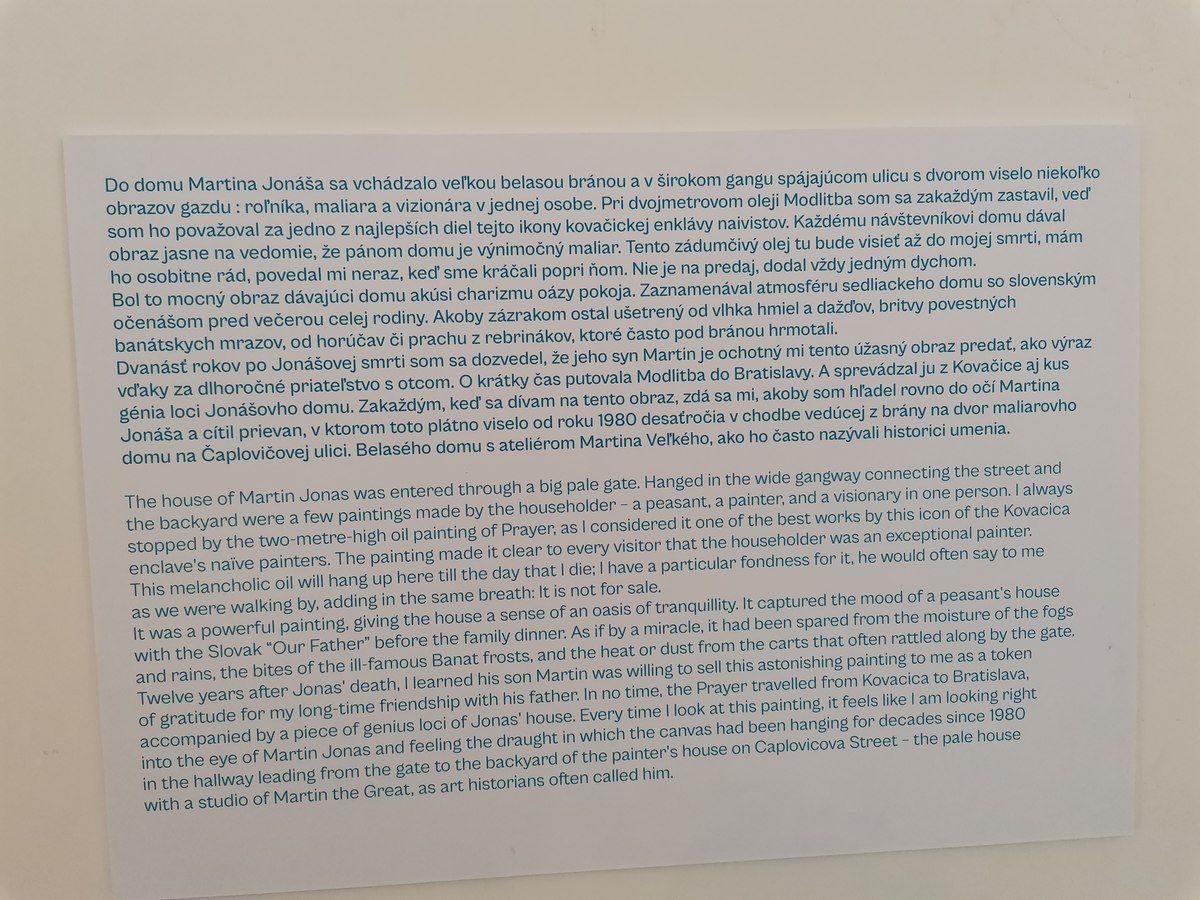 Do domu Martina Jonáša sa vchádzalo veľkou belasou bránou a v širokom gangu spájajúcom ulicu s dvorom viselo niekoľko
obrazov gazdu : roľníka, maliara a vizionára v jednej osobe. Pri dvojmetrovom oleji Modlitba som sa zakaždým zastavil, veď
som ho považoval za jedno z najlepších diel tejto ikony kovačickej enklávy naivistov. Každému návštevníkovi domu dával
obraz jasne na vedomie, že pánom domu je výnimočný maliar. Tento zádumčivý olej tu bude visieť až do mojej smrti, mám
ho osobitne rád, povedal mi neraz, keď sme kráčali popri ňom. Nie je na predaj, dodal vždy jedným dychom.
Bol to mocný obraz dávajúci domu akúsi charizmu oázy pokoja. Zaznamenával atmosféru sedliackeho domu so slovenským
očenášom pred večerou celej rodiny. Akoby zázrakom ostal ušetrený od vlhka hmiel a dažďov, britvy povestných
banátskych mrazov, od horúčav či prachu z rebrinákov, ktoré často pod bránou hrmotali.
Dvanásť rokov po Jonášovej smrti som sa dozvedel, že jeho syn Martin je ochotný mi tento úžasný obraz predať, ako výraz
vďaky za dlhoročné priateľstvo s otcom. O krátky čas putovala Modlitba do Bratislavy. A sprevádzal ju z Kovačice aj kus
génia loci Jonášovho domu. Zakaždým, keď sa dívam na tento obraz, zdá sa mi, akoby som hľadel rovno do očí Martina
Jonáša a cítil prievan, v ktorom toto plátno viselo od roku 1980 desaťročia v chodbe vedúcej z brány na dvor maliarovho
domu na Čaplovičovej ulici. Belasého domu s ateliérom Martina Veľkého, ako ho často nazývali historici umenia.
The house of Martin Jonas was entered through a big pale gate. Hanged in the wide gangway connecting the street and
the backyard were a few paintings made by the householder – a peasant, a painter, and a visionary in one person. I always
stopped by the two-metre-high oil painting of Prayer, as I considered it one of the best works by this icon of the Kovacica
enclave's naïve painters. The painting made it clear to every visitor that the householder was an exceptional painter.
This melancholic oil will hang up here till the day that I die; I have a particular fondness for it, he would often say to me
as we were walking by, adding in the same breath: It is not for sale.
It was a powerful painting, giving the house a sense of an oasis of tranquillity. It captured the mood of a peasant's house
with the Slovak “Our Father” before the family dinner. As if by a miracle, it had been spared from the moisture of the fogs
and rains, the bites of the ill-famous Banat frosts, and the heat or dust from the carts that often rattled along by the gate.
Twelve years after Jonas' death, I learned his son Martin was willing to sell this astonishing painting to me as a token
of gratitude for my long-time friendship with his father. In no time, the Prayer travelled from Kovacica to Bratislava,
accompanied by a piece of genius loci of Jonas' house. Every time I look at this painting, it feels like I am looking right
into the eye of Martin Jonas and feeling the draught in which the canvas had been hanging for decades since 1980
in the hallway leading from the gate to the backyard of the painter's house on Caplovicova Street – the pale house
with a studio of Martin the Great, as art historians often called him.